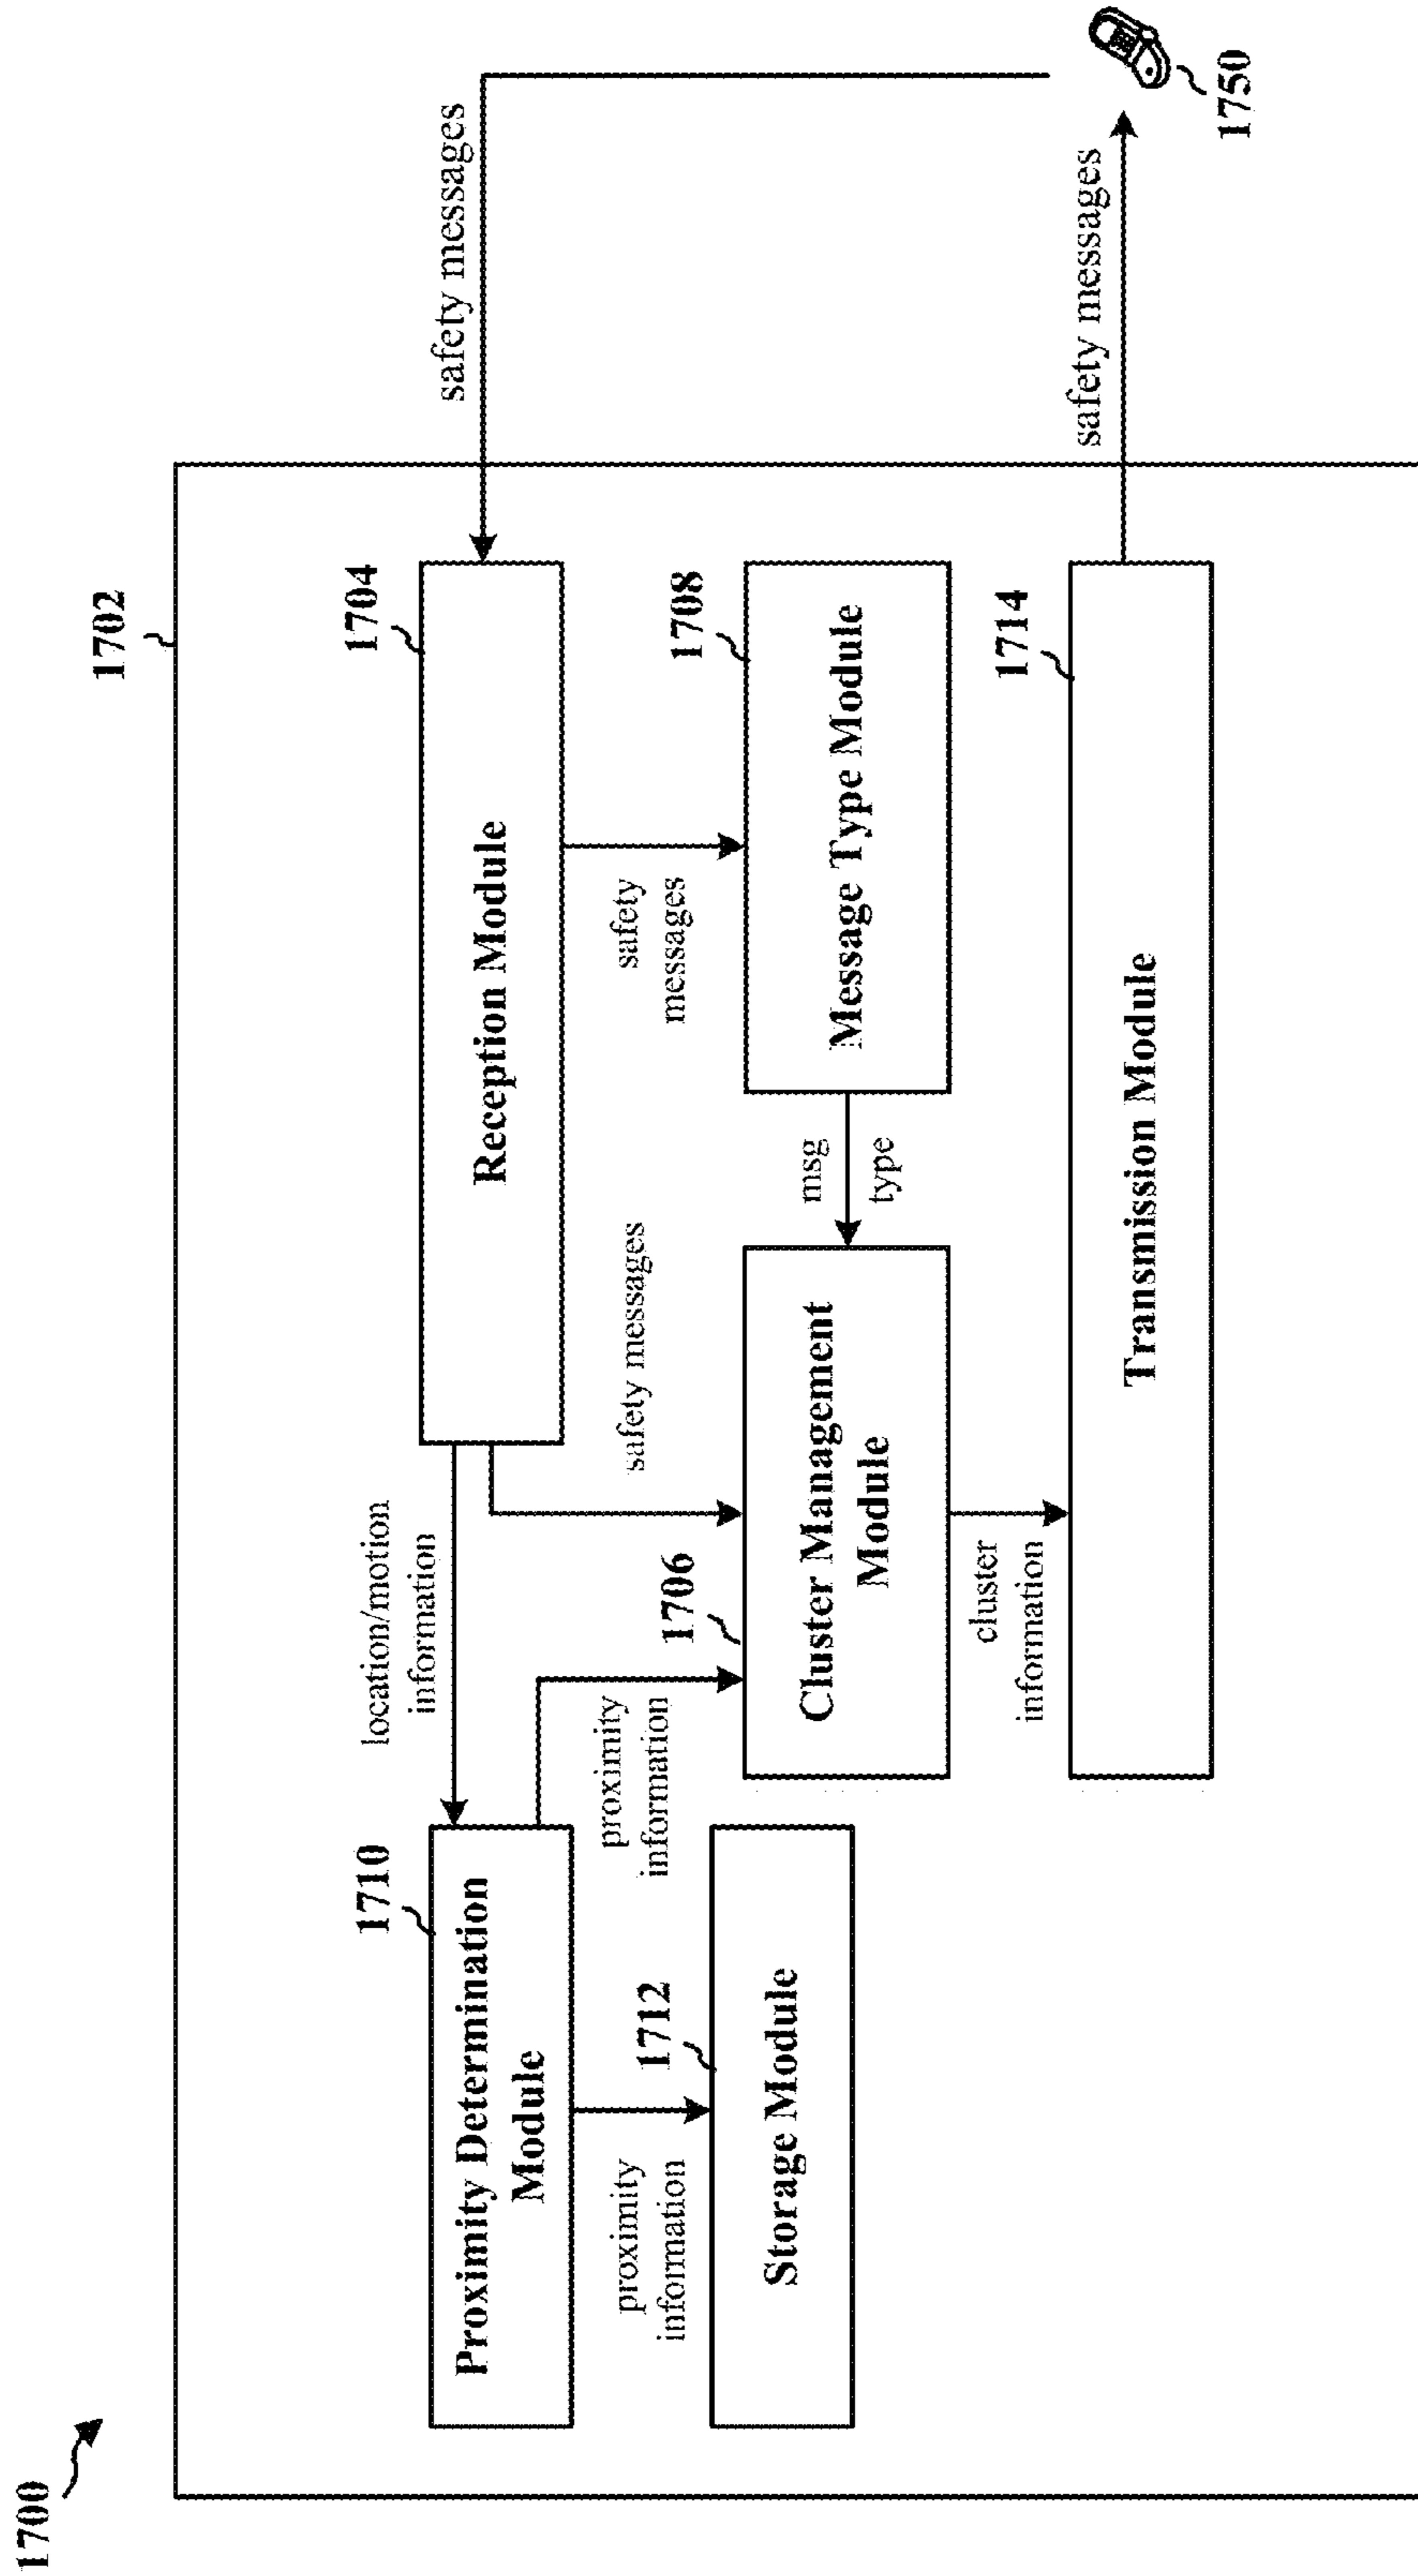 1700
1702
1710
Proximity Determination
Module
location/motion
information
1704
Reception Module
safety messages
proximity
information
1712
Storage Module
proximity
information
1706
safety messages
safety
messages
1708
Cluster Management
Module
msg
type
Message Type Module
cluster
information
1714
Transmission Module
safety messages
1750